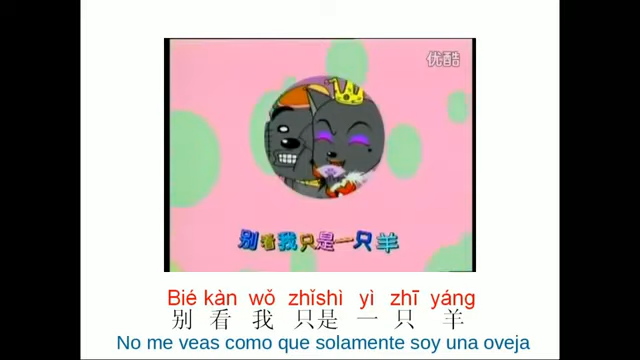 优酷
别看我只是一只羊
Bié kàn wǒ zhǐshì yì zhī yáng
别 看 我 只是 一 只 羊
No me veas como que solamente soy una oveja